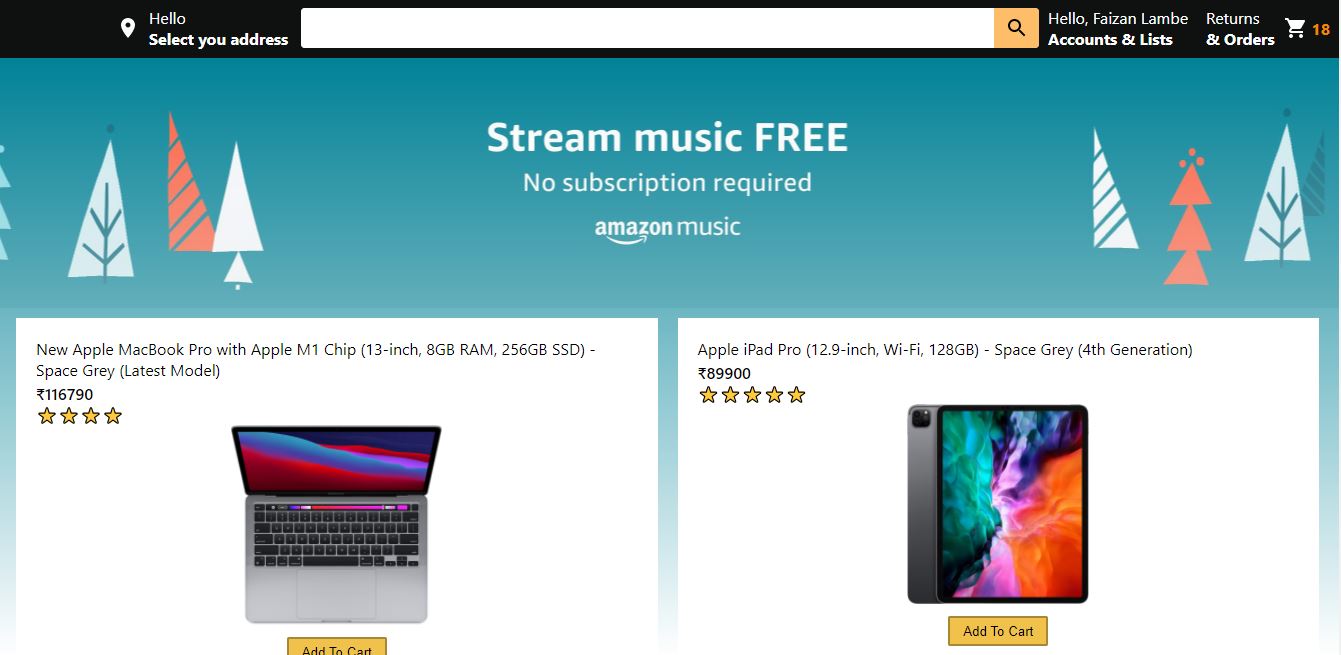 Hello
Select you address
Hello, Faizan Lambe
Accounts & Lists
Returns
& Orders
18
Stream music FREE
No subscription required
amazon music
New Apple MacBook Pro with Apple M1 Chip (13-inch, 8GB RAM, 256GB SSD) -
Space Grey (Latest Model)
₹116790
Add To Cart
Apple iPad Pro (12.9-inch, Wi-Fi, 128GB) - Space Grey (4th Generation)
₹89900
Add To Cart